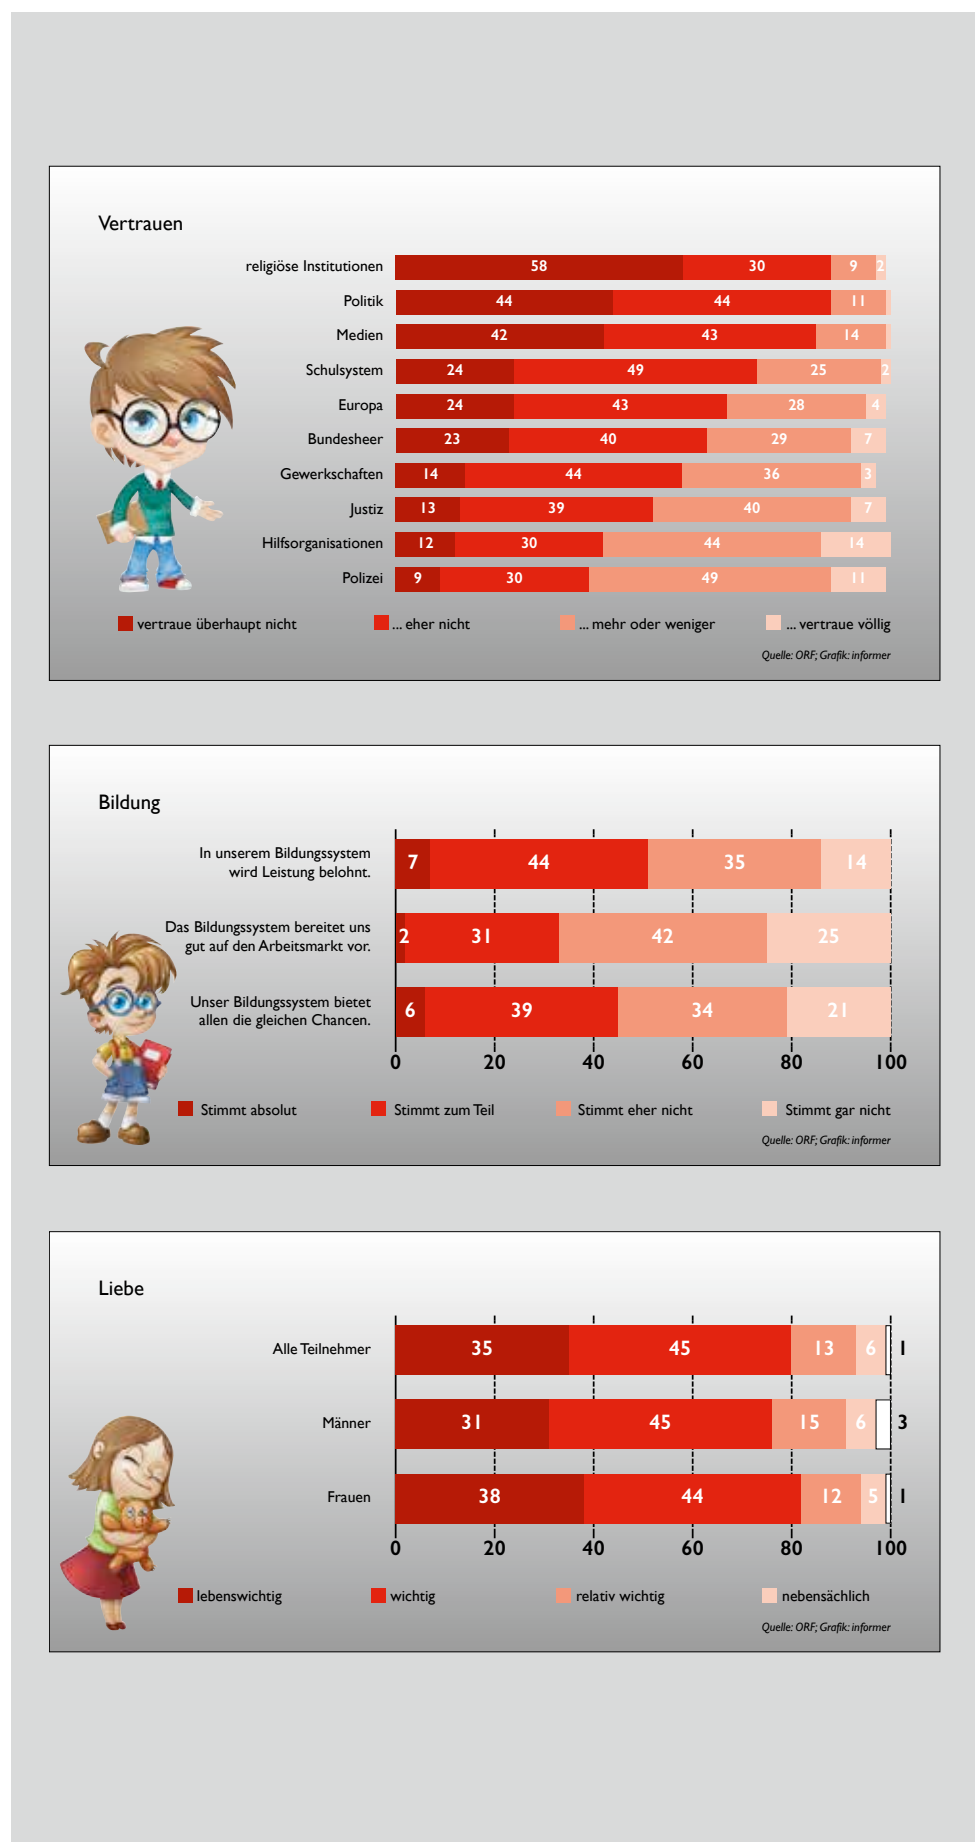 Vertrauen
religiöse Institutionen 58 30 9 2
Politik 44 44 11
Medien 42 43 14
Schulsystem 24 49 25 2
Europa 24 43 28 4
Bundesheer 23 40 29 7
Gewerkschaften 14 44 36 3
Justiz 13 39 40 7
Hilfsorganisationen 12 30 44 14
Polizei 9 30 49 11
vertraue überhaupt nicht ... eher nicht ... mehr oder weniger ... vertraue völlig
Quelle: ORF; Grafik: informer
Bildung
In unserem Bildungssystem
wird Leistung belohnt.
7 44 35 14
Das Bildungssystem bereitet uns
gut auf den Arbeitsmarkt vor.
2 31 42 25
Unser Bildungssystem bietet
allen die gleichen Chancen.
6 39 34 21
0 20 40 60 80 100
Stimmt absolut Stimmt zum Teil Stimmt eher nicht Stimmt gar nicht
Quelle: ORF; Grafik: informer
Liebe
Alle Teilnehmer 35 45 13 6 1
Männer 31 45 15 6 3
Frauen 38 44 12 5 1
0 20 40 60 80 100
lebenswichtig wichtig relativ wichtig nebensächlich
Quelle: ORF; Grafik: informer